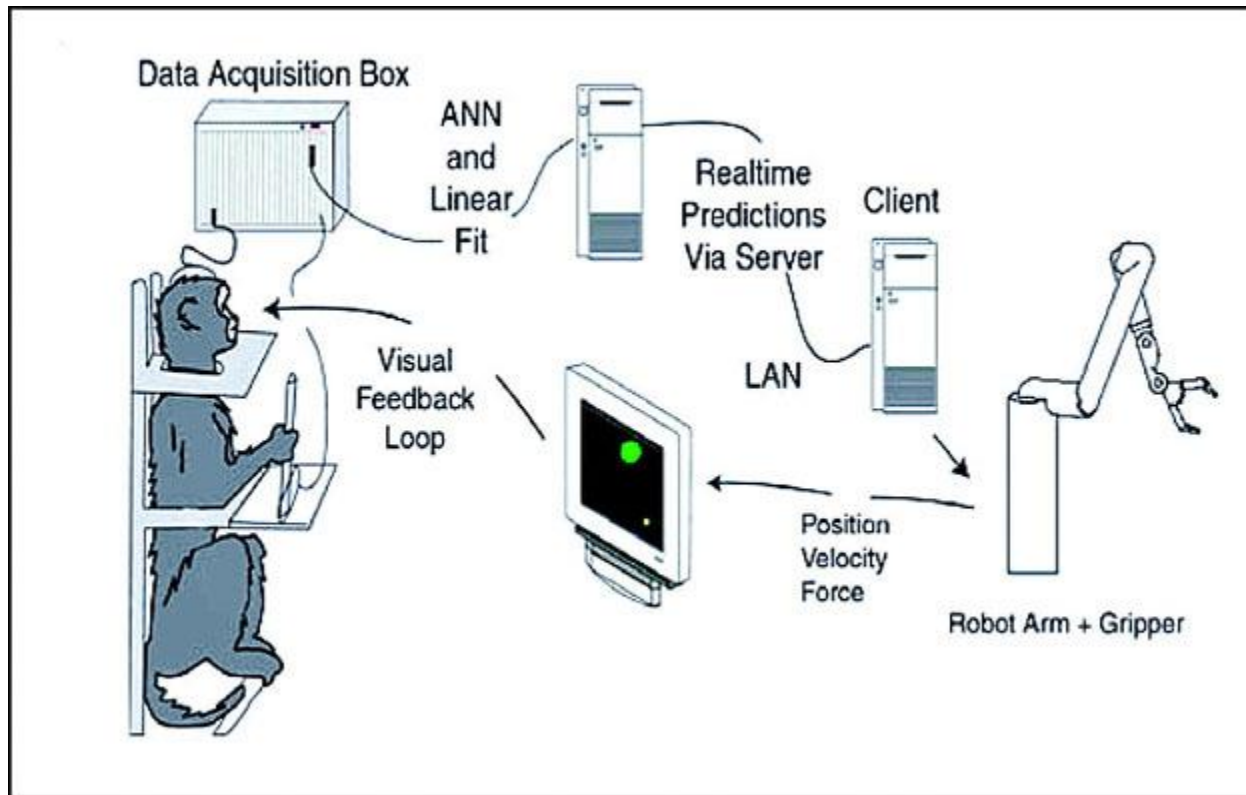 Data Acquisition Box
ANN
and
Linear
Fit
Realtime
Predictions
Via Server
Client
LAN
Visual
Feedback
Loop
Position
Velocity
Force
Robot Arm + Gripper